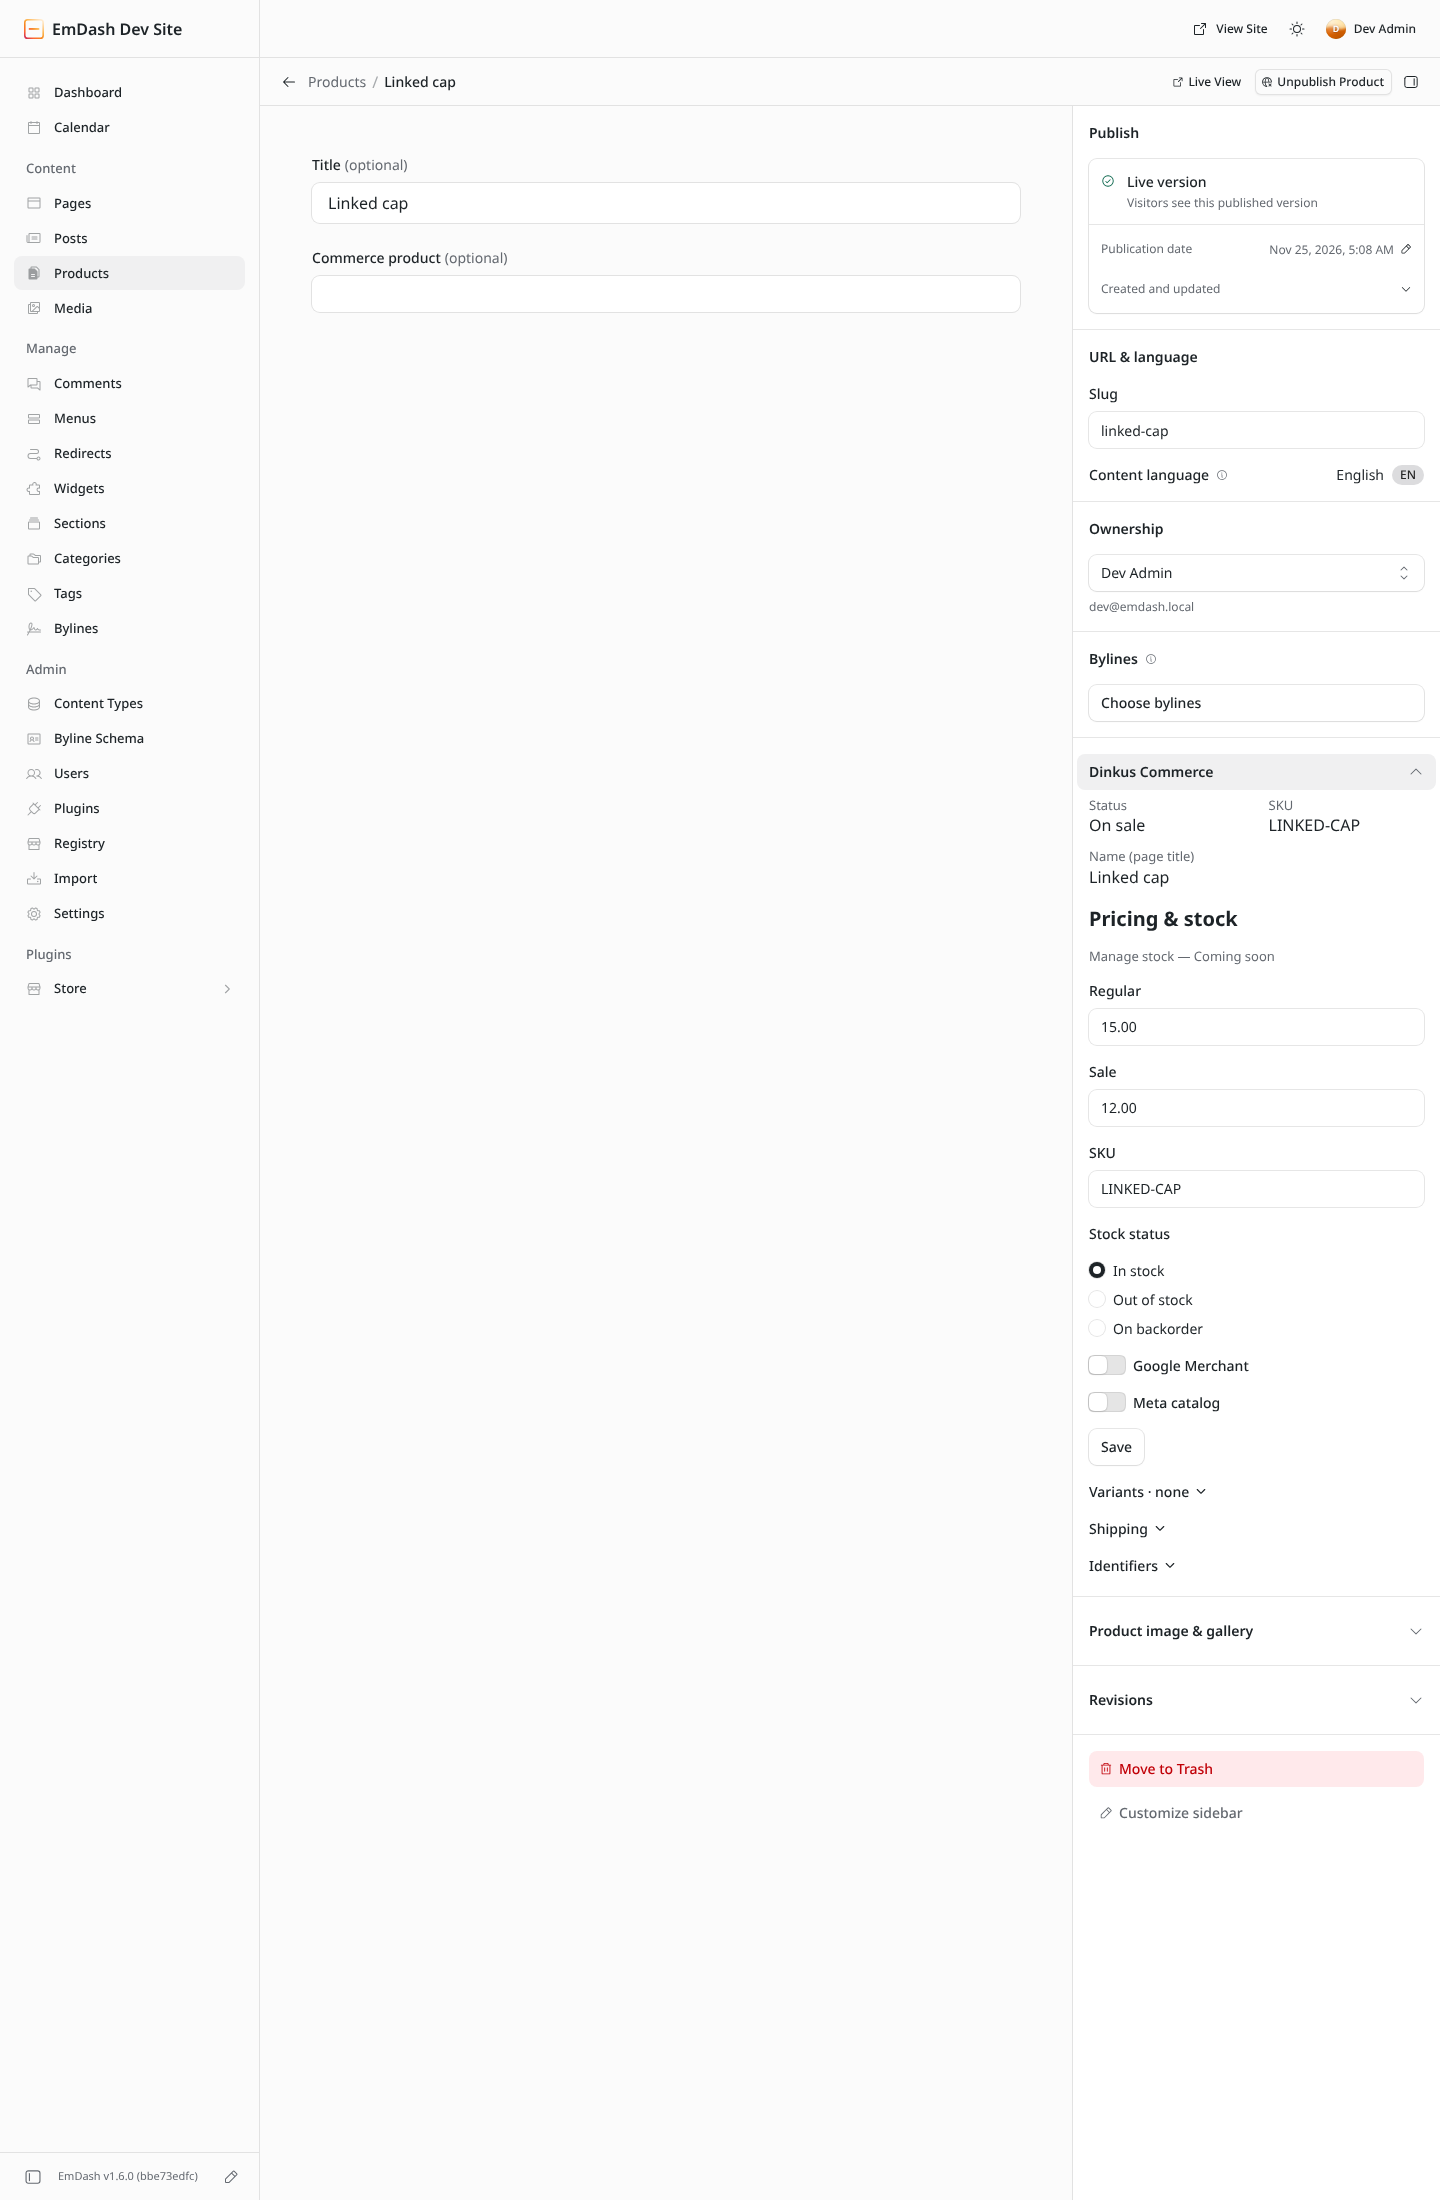 EmDash Dev Site
View Site
Dev Admin
Dashboard
Calendar
Content
Pages
Posts
Products
Media
Manage
Comments
Menus
Redirects
Widgets
Sections
Categories
Tags
Bylines
Admin
Content Types
Byline Schema
Users
Plugins
Registry
Import
Settings
Plugins
Store
EmDash v1.6.0 (bbe73edfc)
Products / Linked cap
Live View
Unpublish Product
Title (optional)
Linked cap
Commerce product (optional)
Publish
Live version
Visitors see this published version
Publication date Nov 25, 2026, 5:08 AM
Created and updated
URL & language
Slug
linked-cap
Content language English EN
Ownership
Dev Admin
dev@emdash.local
Bylines
Choose bylines
Dinkus Commerce
Status SKU
On sale LINKED-CAP
Name (page title)
Linked cap
Pricing & stock
Manage stock — Coming soon
Regular
15.00
Sale
12.00
SKU
LINKED-CAP
Stock status
In stock
Out of stock
On backorder
Google Merchant
Meta catalog
Save
Variants · none
Shipping
Identifiers
Product image & gallery
Revisions
Move to Trash
Customize sidebar